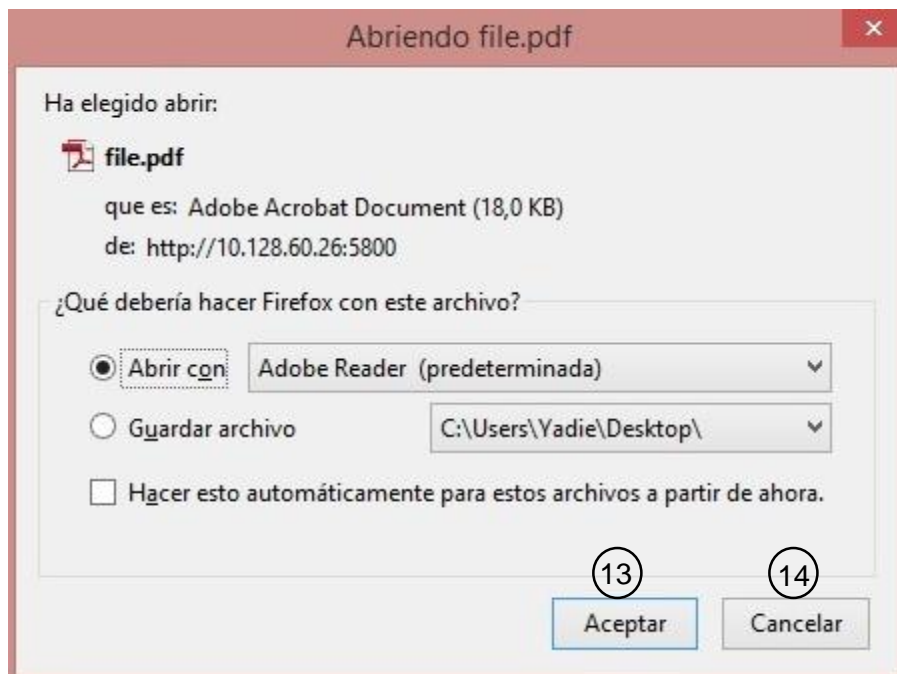 Abriendo file.pdf
Ha elegido abrir:
file.pdf
que es: Adobe Acrobat Document (18,0 KB)
de: http://10.128.60.26:5800
¿Qué debería hacer Firefox con este archivo?
Abrir con Adobe Reader (predeterminada)
Guardar archivo C:\Users\Yadie\Desktop\
Hacer esto automáticamente para estos archivos a partir de ahora.
13 14
Aceptar Cancelar